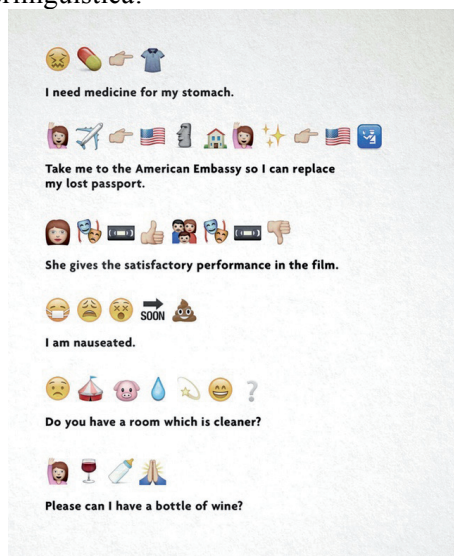 I need medicine for my stomach.
Take me to the American Embassy so I can replace
my lost passport.
She gives the satisfactory performance in the film.
SOON
I am nauseated.
Do you have a room which is cleaner?
Please can I have a bottle of wine?